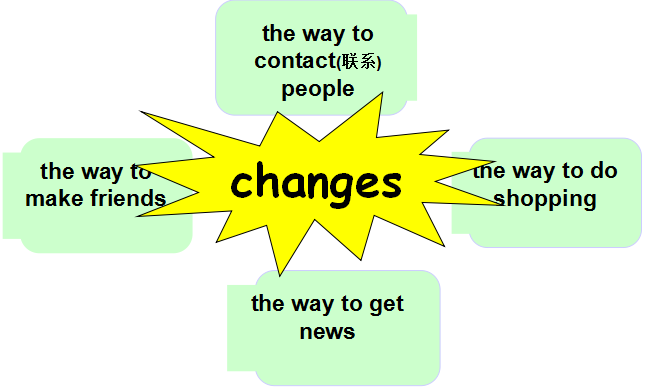 the way to
contact(联系)
people
the way to
make friends
changes
the way to do
shopping
the way to get
news